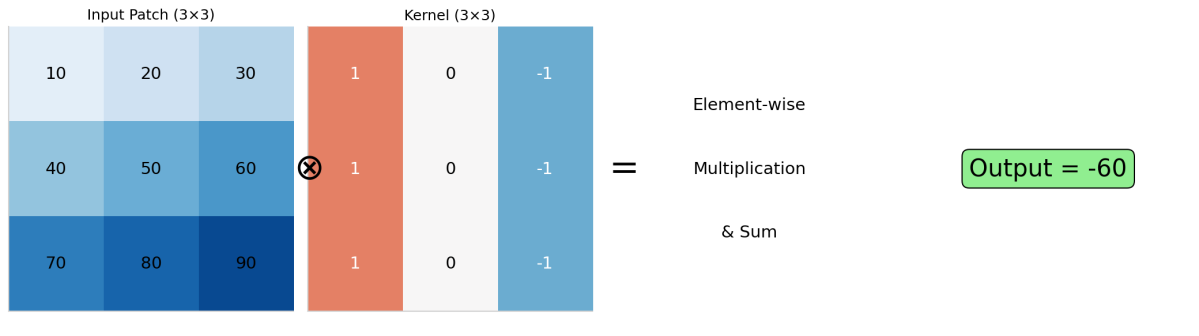 Input Patch (3×3)
Kernel (3×3)
10 20 30
1 0 -1
Element-wise
40 50 60
⊗
1 0 -1
=
Multiplication
Output = -60
& Sum
70 80 90
1 0 -1